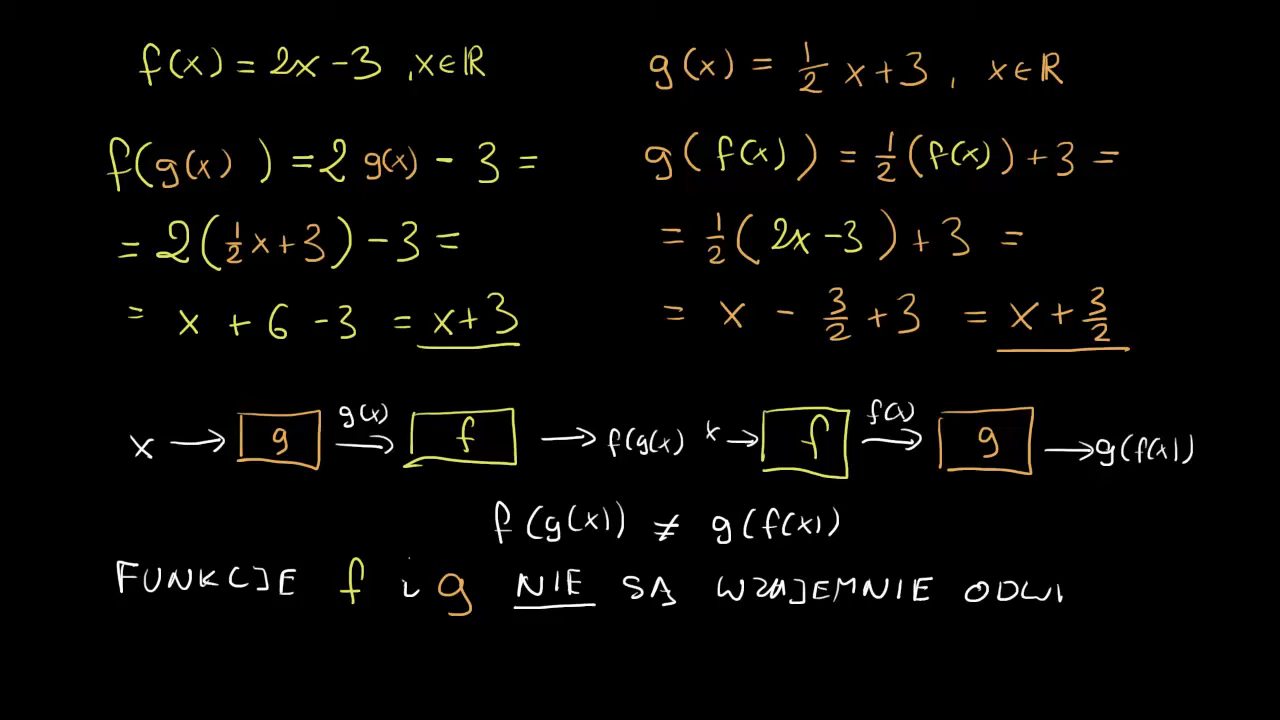 f(x) = 2x - 3 , x∈ℝ
g(x) = 1/2 x + 3 , x∈ℝ
f(g(x)) = 2 g(x) - 3 =
= 2(1/2 x + 3) - 3 =
= x + 6 - 3 = x + 3
g(f(x)) = 1/2 (f(x)) + 3 =
= 1/2 (2x - 3) + 3 =
= x - 3/2 + 3 = x + 3/2
x → g g(x) → f → f(g(x)
x → f f(x) → g → g(f(x))
f(g(x)) ≠ g(f(x))
FUNKCJE f i g NIE SĄ WZAJEMNIE ODWI